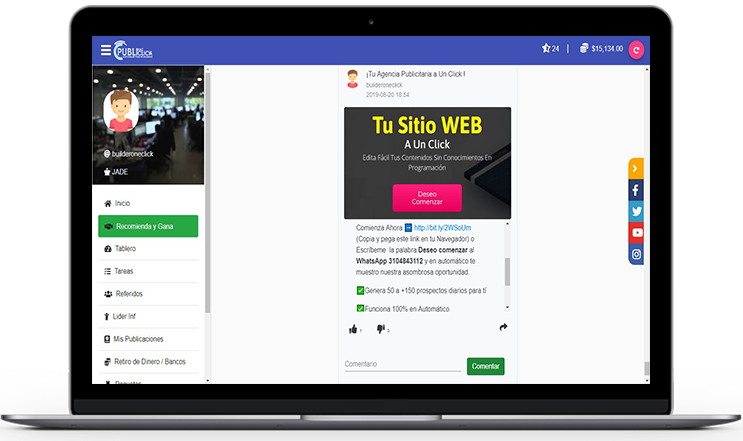 PUBLRCLICK
24 | $15,134.00
@ builderoneclick
JADE
Inicio
Recomienda y Gana
Tablero
Tareas
Referidos
Lider Inf
Mis Publicaciones
Retiro de Dinero / Bancos
¡Tu Agencia Publicitaria a Un Click !
builderoneclick
2019-08-20 18:54
Tu Sitio WEB
A Un Click
Edita Fácil Tus Contenidos Sin Conocimientos En
Programación
Deseo
Comenzar
Comienza Ahora ➡ http://bit.ly/2WSoUm
(Copia y pega este link en tu Navegador) o
Escríbeme la palabra Deseo comenzar al
WhatsApp 3104843112 y en automático te
muestro nuestra asombrosa oportunidad.
✅Genera 50 a +150 prospectos diarios para tí
✅Funciona 100% en Automático
Comentario
Comentar